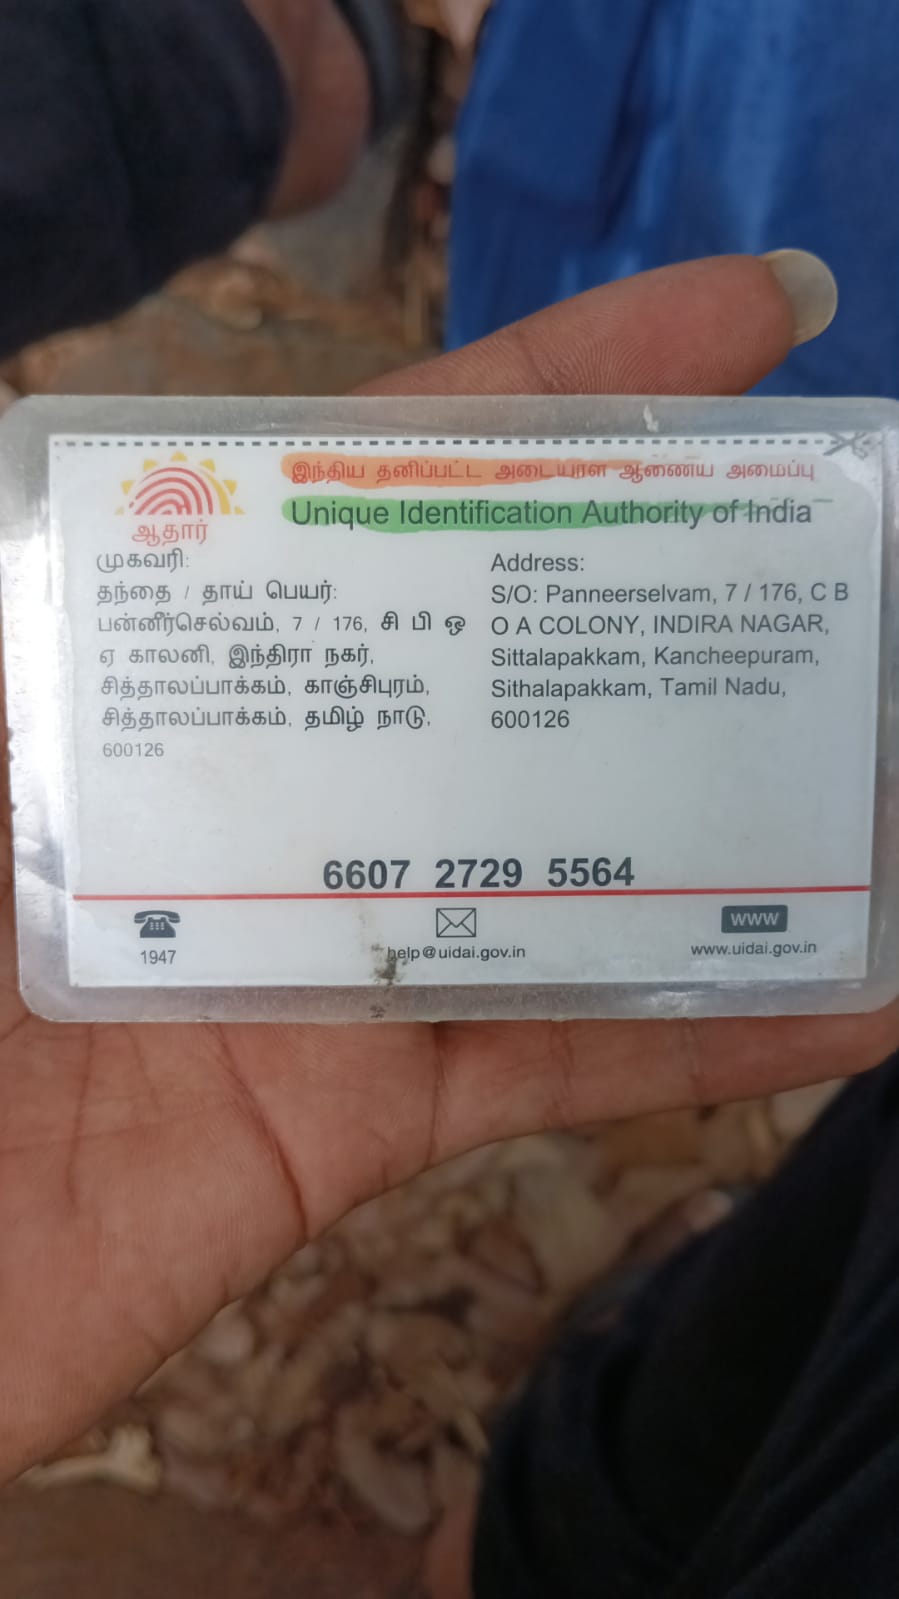 இந்திய தனிப்பட்ட அடையாள ஆணைய அமைப்பு
Unique Identification Authority of India
ஆதார்
முகவரி:
தந்தை / தாய் பெயர்:
பன்னீர்செல்வம், 7 / 176, சி பி ஒ
ஏ காலனி, இந்திரா நகர்,
சித்தாலப்பாக்கம், காஞ்சிபுரம்,
சித்தாலப்பாக்கம், தமிழ் நாடு,
600126
Address:
S/O: Panneerselvam, 7 / 176, C B
O A COLONY, INDIRA NAGAR,
Sittalapakkam, Kancheepuram,
Sithalapakkam, Tamil Nadu,
600126
6607 2729 5564
1947
help@uidai.gov.in
WWW
www.uidai.gov.in